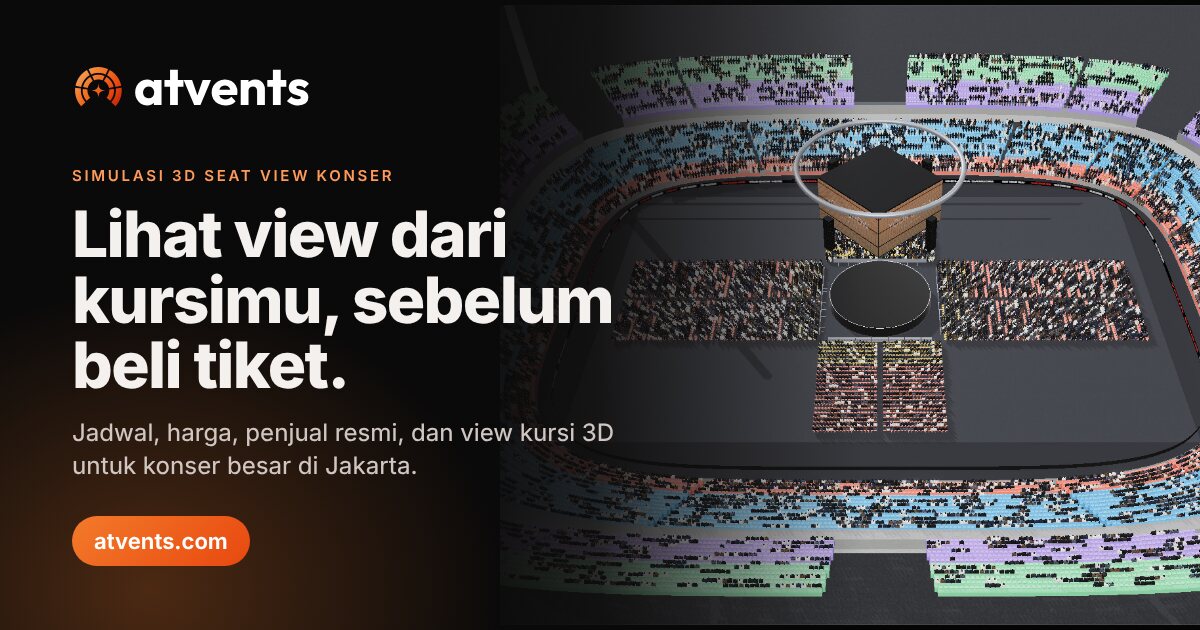 atvents
SIMULASI 3D SEAT VIEW KONSER
Lihat view dari
kursimu, sebelum
beli tiket.
Jadwal, harga, penjual resmi, dan view kursi 3D
untuk konser besar di Jakarta.
atvents.com